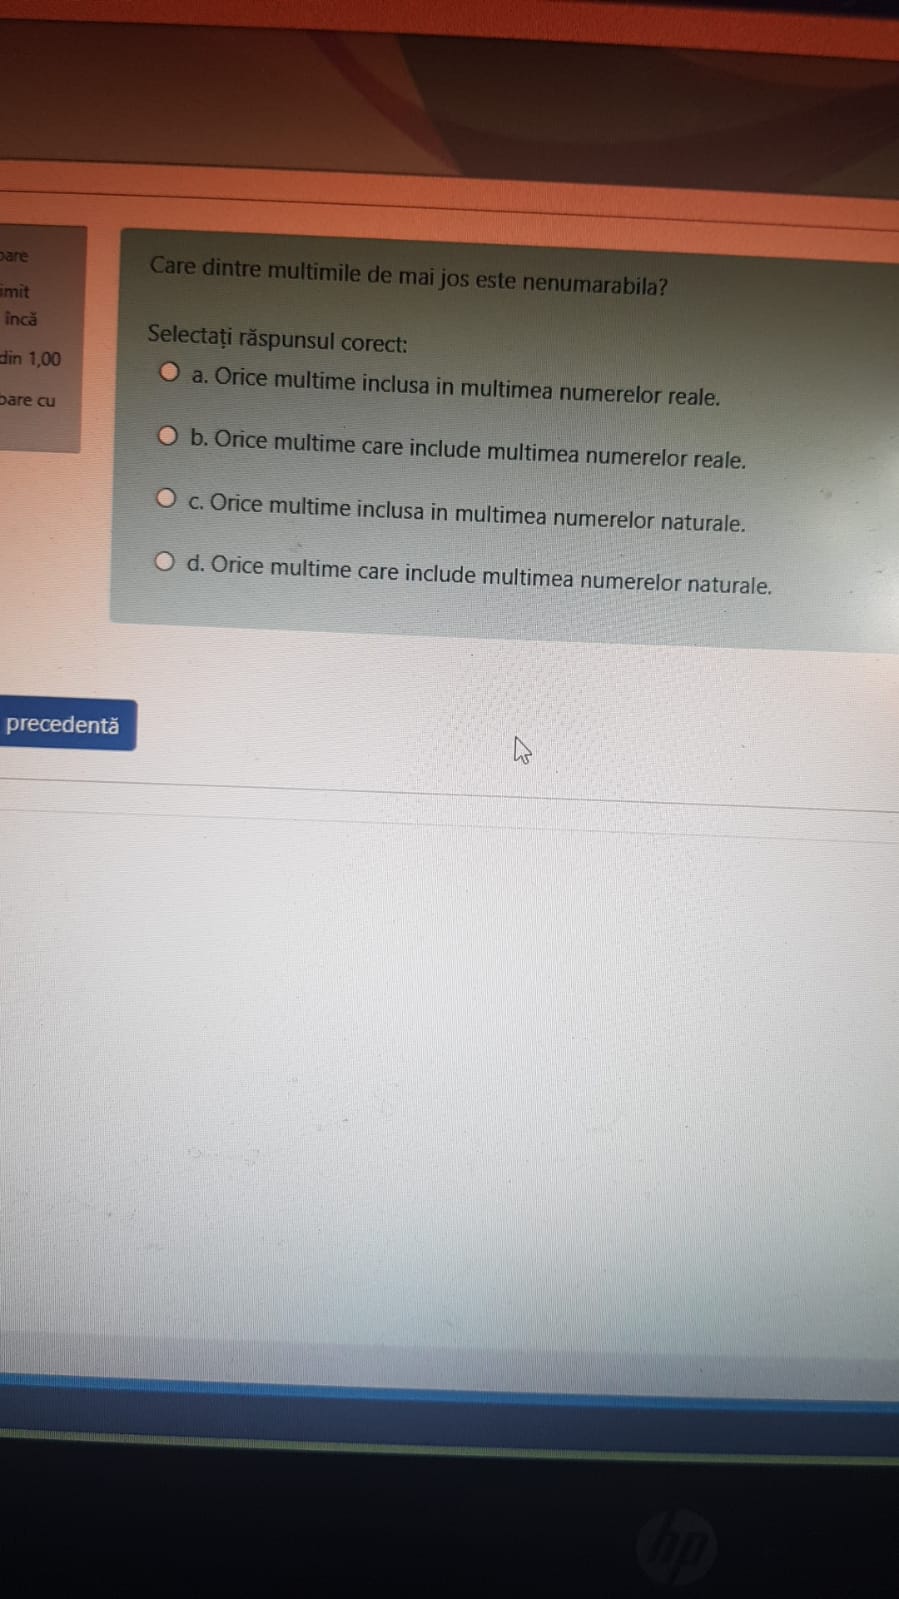 pare
imit
încă
din 1,00
pare cu
Care dintre multimile de mai jos este nenumarabila?
Selectați răspunsul corect:
a. Orice multime inclusa in multimea numerelor reale.
b. Orice multime care include multimea numerelor reale.
c. Orice multime inclusa in multimea numerelor naturale.
d. Orice multime care include multimea numerelor naturale.
precedentă
hp